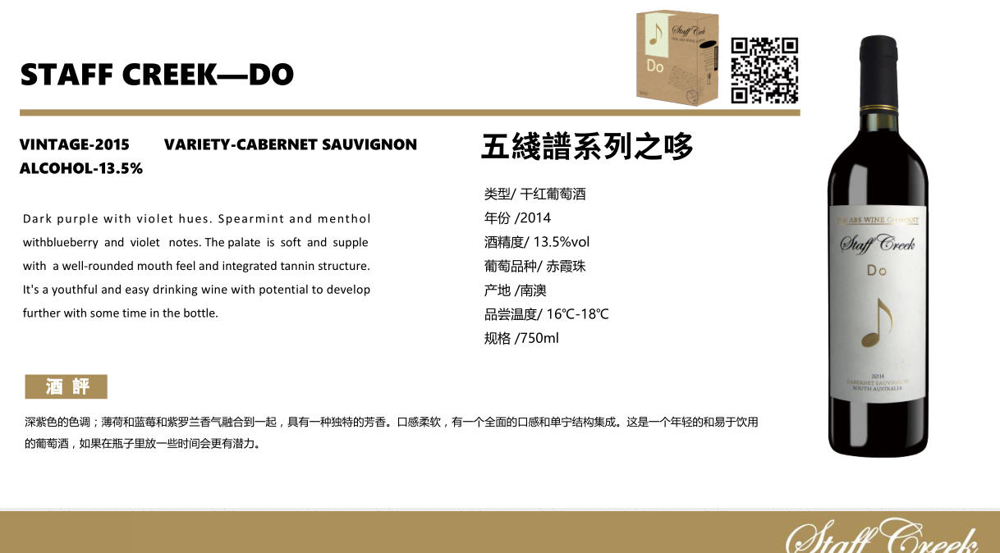 STAFF CREEK—DO
Staff Creek
Do
VINTAGE-2015 VARIETY-CABERNET SAUVIGNON
ALCOHOL-13.5%
Dark purple with violet hues. Spearmint and menthol
withblueberry and violet notes. The palate is soft and supple
with a well-rounded mouth feel and integrated tannin structure.
It's a youthful and easy drinking wine with potential to develop
further with some time in the bottle.
五綫譜系列之哆
类型/ 干红葡萄酒
年份 /2014
酒精度/ 13.5%vol
葡萄品种/ 赤霞珠
产地 /南澳
品尝温度/ 16℃-18℃
规格 /750ml
酒 評
深紫色的色调；薄荷和蓝莓和紫罗兰香气融合到一起，具有一种独特的芳香。口感柔软，有一个全面的口感和单宁结构集成。这是一个年轻的和易于饮用
的葡萄酒，如果在瓶子里放一些时间会更有潜力。
THE ABS WINE COMPANY
Staff Creek
Do
2014
CABERNET SAUVIGNON
SOUTH AUSTRALIA
Staff Creek